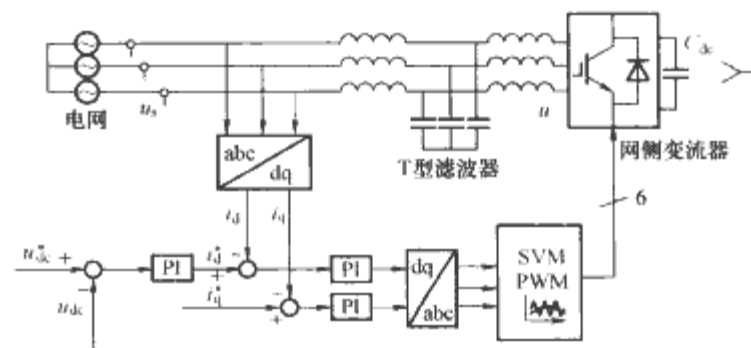 C_dc
电网
u_s
u
abc
dq
T型滤波器
网侧变流器
6
i_d
i_q
u*_dc
+
PI
i*_d
−
+
PI
dq
abc
SVM
PWM
−
u_dc
i*_q
−
+
PI